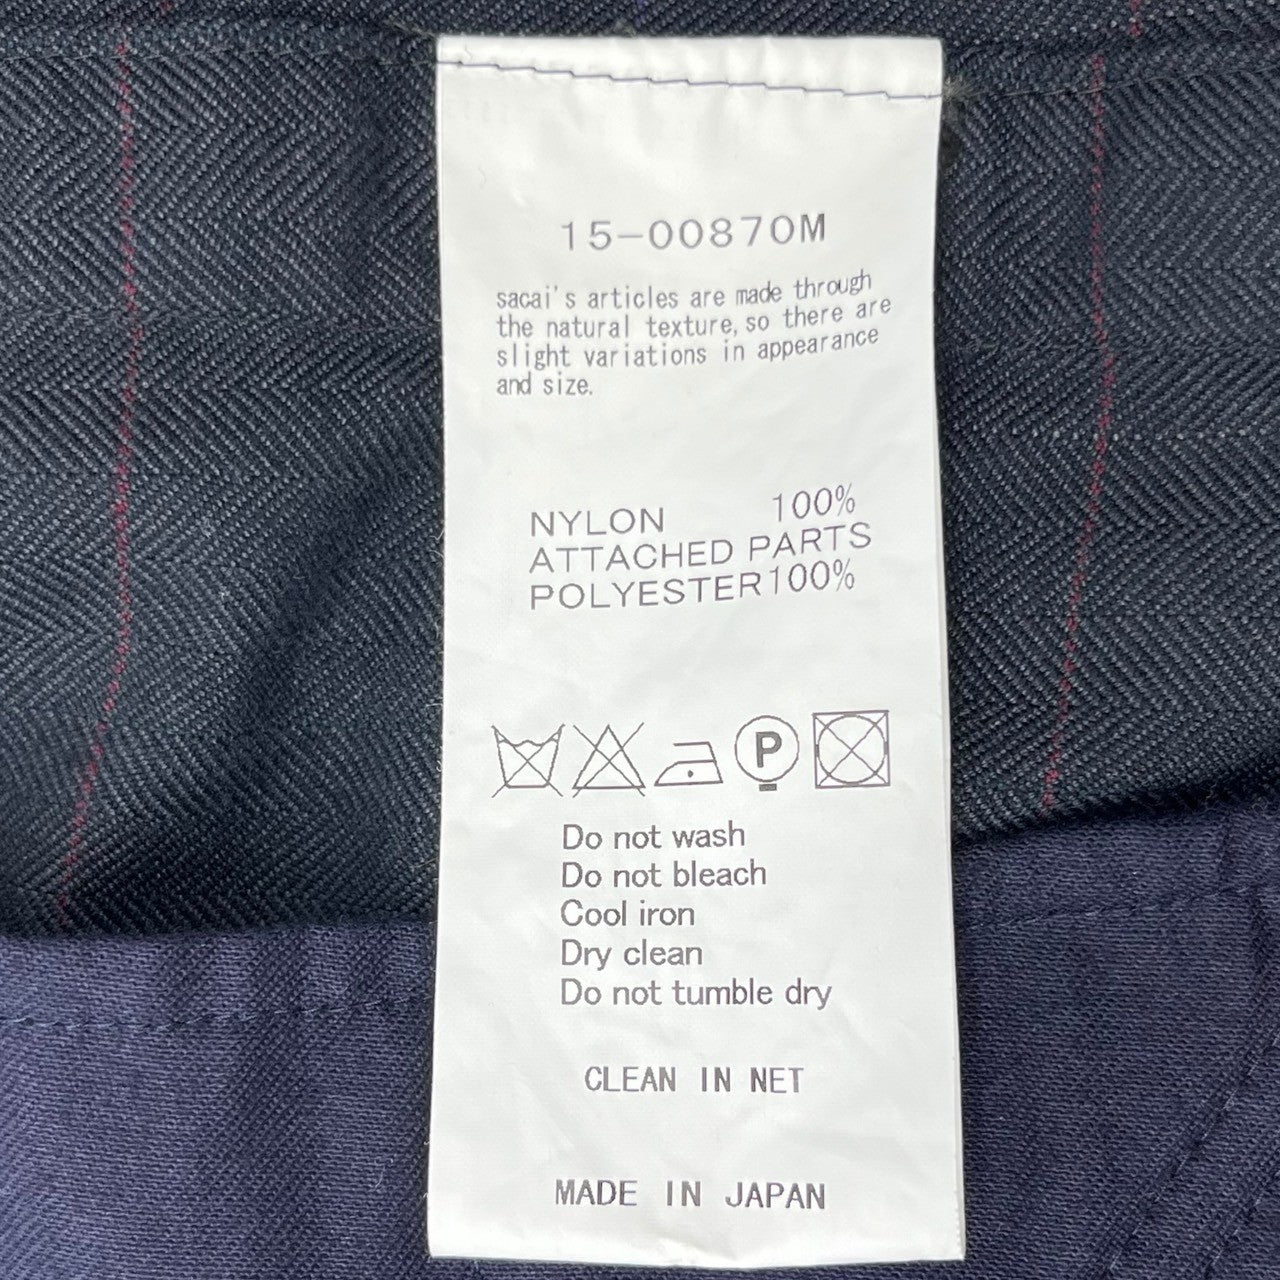 15-00870M
sacai's articles are made through
the natural texture, so there are
slight variations in appearance
and size.
NYLON 100%
ATTACHED PARTS
POLYESTER 100%
P
Do not wash
Do not bleach
Cool iron
Dry clean
Do not tumble dry
CLEAN IN NET
MADE IN JAPAN